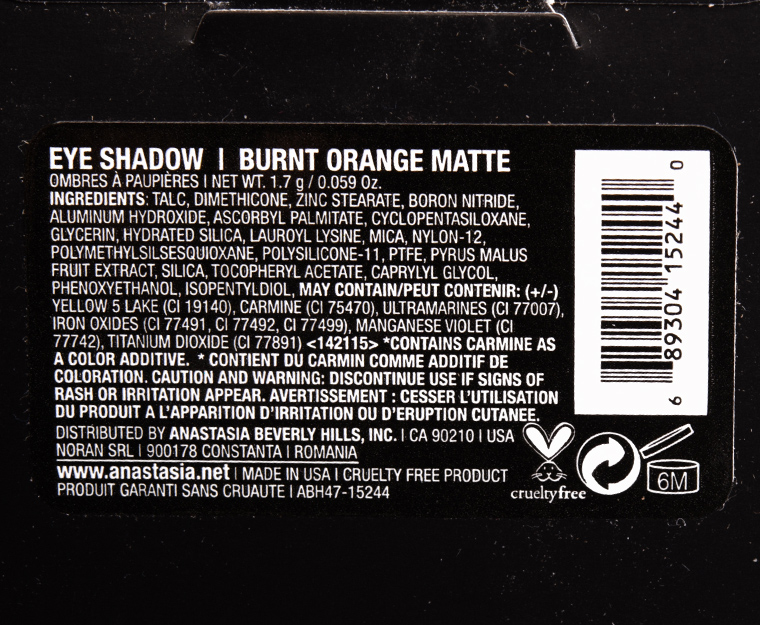 EYE SHADOW | BURNT ORANGE MATTE
OMBRES À PAUPIÈRES | NET WT. 1.7 g / 0.059 Oz.
INGREDIENTS: TALC, DIMETHICONE, ZINC STEARATE, BORON NITRIDE,
ALUMINUM HYDROXIDE, ASCORBYL PALMITATE, CYCLOPENTASILOXANE,
GLYCERIN, HYDRATED SILICA, LAUROYL LYSINE, MICA, NYLON-12,
POLYMETHYLSILSESQUIOXANE, POLYSILICONE-11, PTFE, PYRUS MALUS
FRUIT EXTRACT, SILICA, TOCOPHERYL ACETATE, CAPRYLYL GLYCOL,
PHENOXYETHANOL, ISOPENTYLDIOL, MAY CONTAIN/PEUT CONTENIR: (+/-)
YELLOW 5 LAKE (CI 19140), CARMINE (CI 75470), ULTRAMARINES (CI 77007),
IRON OXIDES (CI 77491, CI 77492, CI 77499), MANGANESE VIOLET (CI
77742), TITANIUM DIOXIDE (CI 77891) <142115> *CONTAINS CARMINE AS
A COLOR ADDITIVE. * CONTIENT DU CARMIN COMME ADDITIF DE
COLORATION. CAUTION AND WARNING: DISCONTINUE USE IF SIGNS OF
RASH OR IRRITATION APPEAR. AVERTISSEMENT : CESSER L'UTILISATION
DU PRODUIT A L'APPARITION D'IRRITATION OU D'ERUPTION CUTANEE.
DISTRIBUTED BY ANASTASIA BEVERLY HILLS, INC. | CA 90210 | USA
NORAN SRL | 900178 CONSTANTA | ROMANIA
www.anastasia.net | MADE IN USA | CRUELTY FREE PRODUCT
PRODUIT GARANTI SANS CRUAUTE | ABH47-15244
crueltyfree
6M
6 89304 15244 0